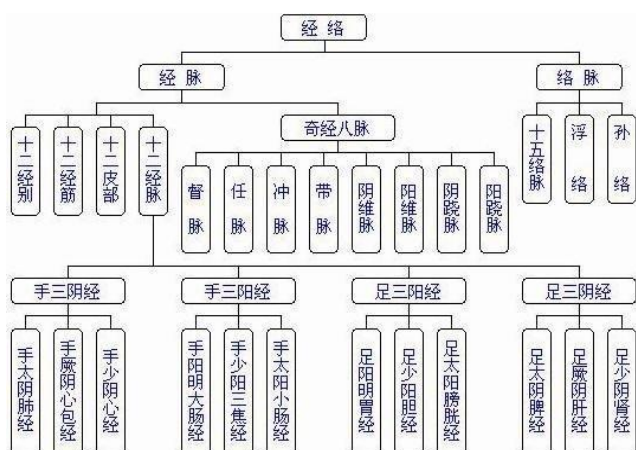 经络
经脉
络脉
十二经别
十二经筋
十二皮部
十二经脉
奇经八脉
十五络脉
浮络
孙络
督脉
任脉
冲脉
带脉
阴维脉
阳维脉
阴跷脉
阳跷脉
手三阴经
手三阳经
足三阳经
足三阴经
手太阴肺经
手厥阴心包经
手少阴心经
手阳明大肠经
手少阳三焦经
手太阳小肠经
足阳明胃经
足少阳胆经
足太阳膀胱经
足太阴脾经
足厥阴肝经
足少阴肾经